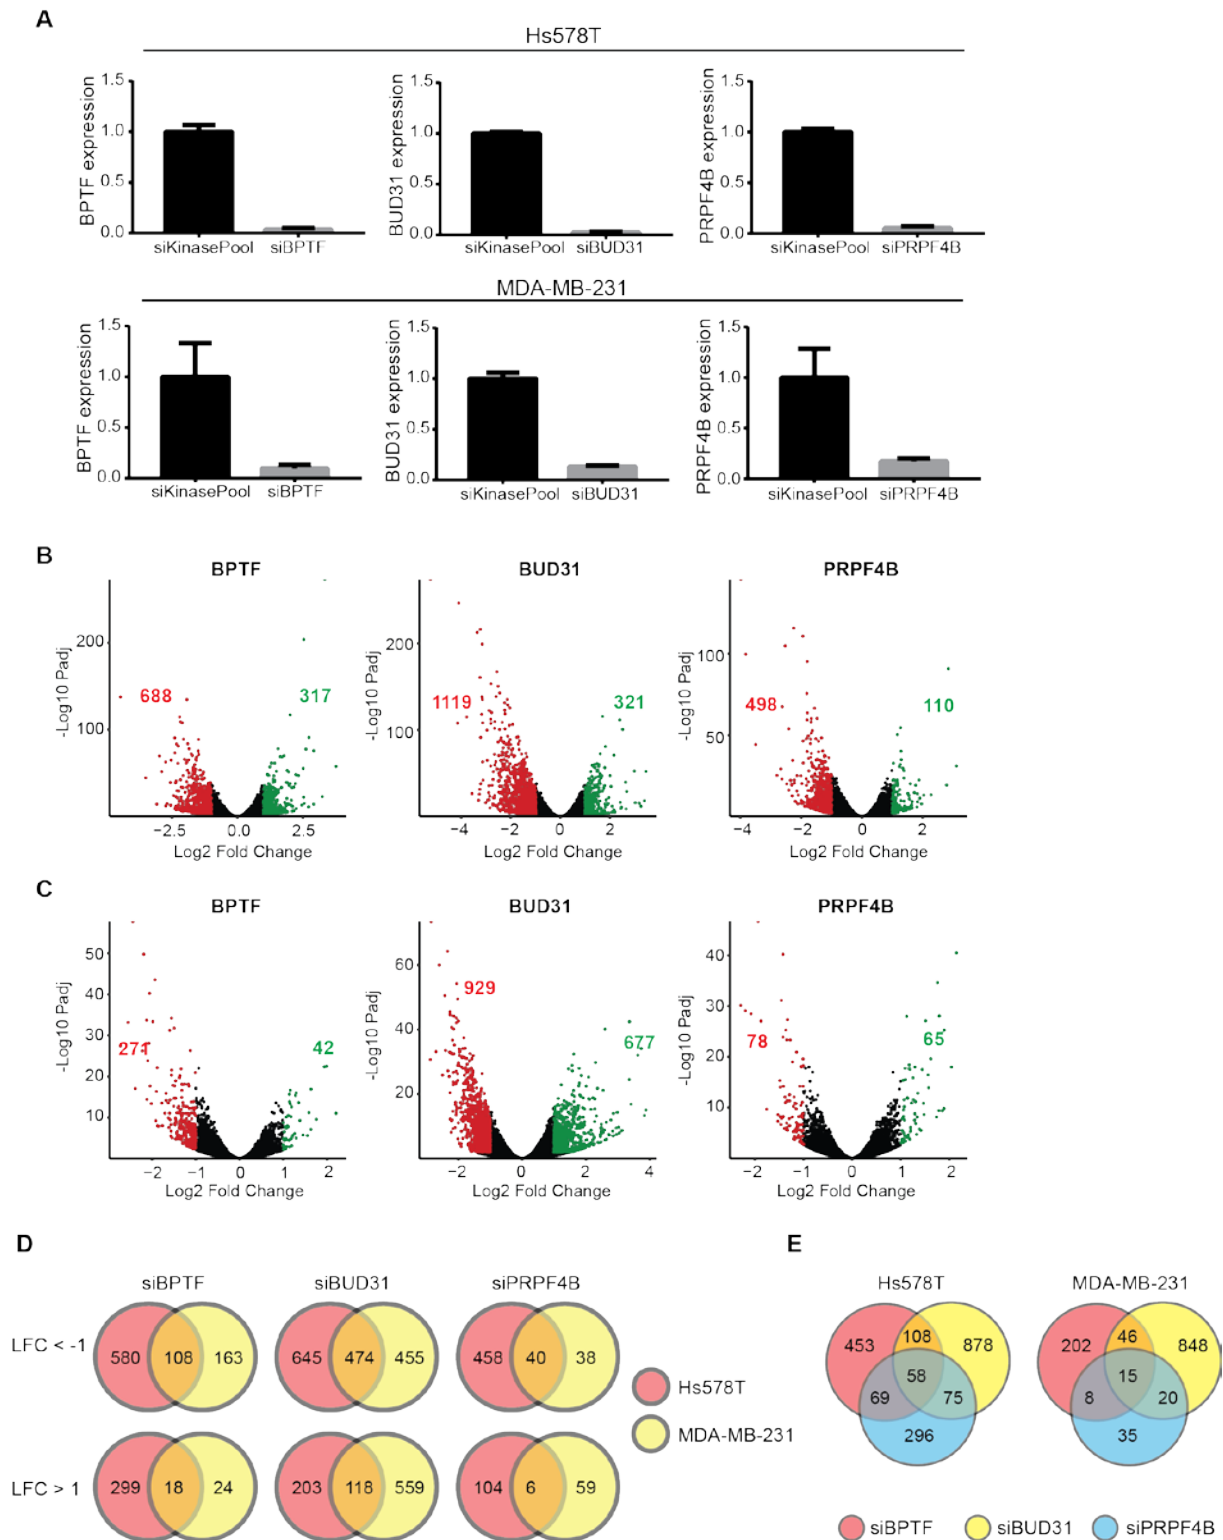 A
Hs578T
BPTF expression
1.5
1.0
0.5
0.0
siKinasePool siBPTF
BUD31 expression
1.5
1.0
0.5
0.0
siKinasePool siBUD31
PRPF4B expression
1.5
1.0
0.5
0.0
siKinasePool siPRPF4B
MDA-MB-231
BPTF expression
1.5
1.0
0.5
0.0
siKinasePool siBPTF
BUD31 expression
1.5
1.0
0.5
0.0
siKinasePool siBUD31
PRPF4B expression
1.5
1.0
0.5
0.0
siKinasePool siPRPF4B
B
BPTF
-Log10 Padj
200
100
688 317
−2.5 0.0 2.5
Log2 Fold Change
BUD31
-Log10 Padj
200
100
1119 321
−4 −2 0 2
Log2 Fold Change
PRPF4B
-Log10 Padj
100
50
498 110
−4 −2 0 2
Log2 Fold Change
C
BPTF
-Log10 Padj
50
40
30
20
10
271 42
−2 −1 0 1 2
Log2 Fold Change
BUD31
-Log10 Padj
60
40
20
929 677
−2 0 2 4
Log2 Fold Change
PRPF4B
-Log10 Padj
40
30
20
10
78 65
−2 −1 0 1 2
Log2 Fold Change
D
siBPTF siBUD31 siPRPF4B
LFC < -1
580 108 163 645 474 455 458 40 38
LFC > 1
299 18 24 203 118 559 104 6 59
Hs578T
MDA-MB-231
E
Hs578T MDA-MB-231
453 108 878 202 46 848
58 15
69 75 8 20
296 35
siBPTF siBUD31 siPRPF4B